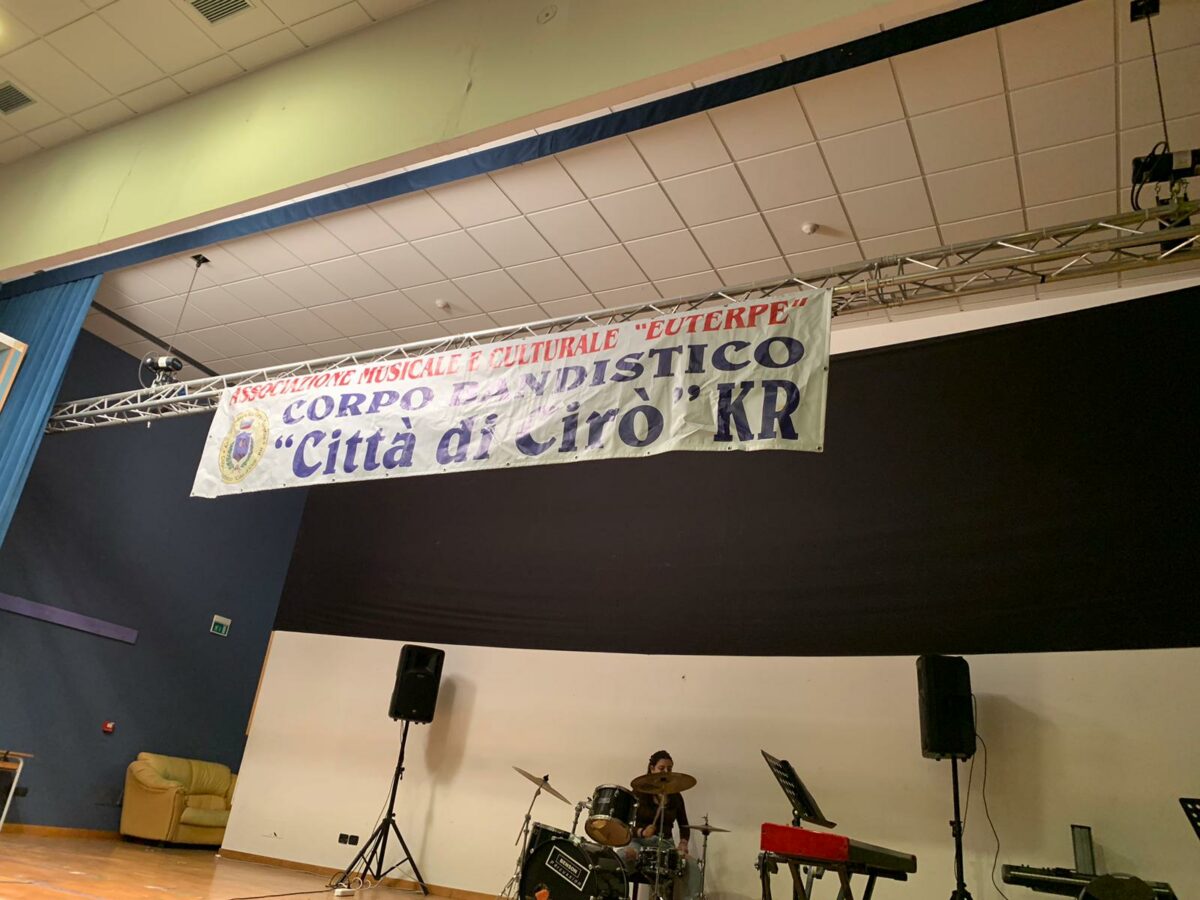 ASSOCIAZIONE MUSICALE E CULTURALE "EUTERPE"
CORPO BANDISTICO
"Città di Cirò" KR